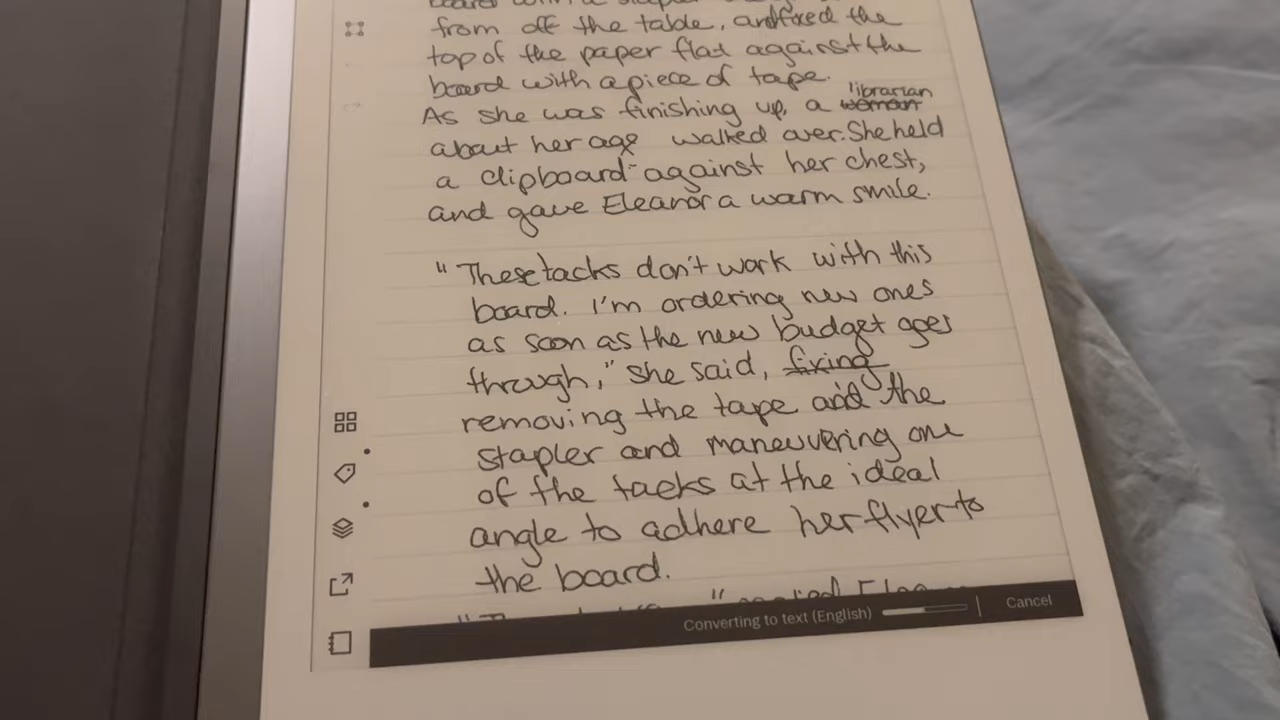 from off the table, and fixed the
top of the paper flat against the
board with a piece of tape.
As she was finishing up, a woman librarian
about her age walked over. She held
a clipboard against her chest,
and gave Eleanor a warm smile.
"These tacks don't work with this
board. I'm ordering new ones
as soon as the new budget goes
through," she said, fixing
removing the tape and the
stapler and maneuvering one
of the tacks at the ideal
angle to adhere her flyer to
the board.
Converting to text (English) Cancel